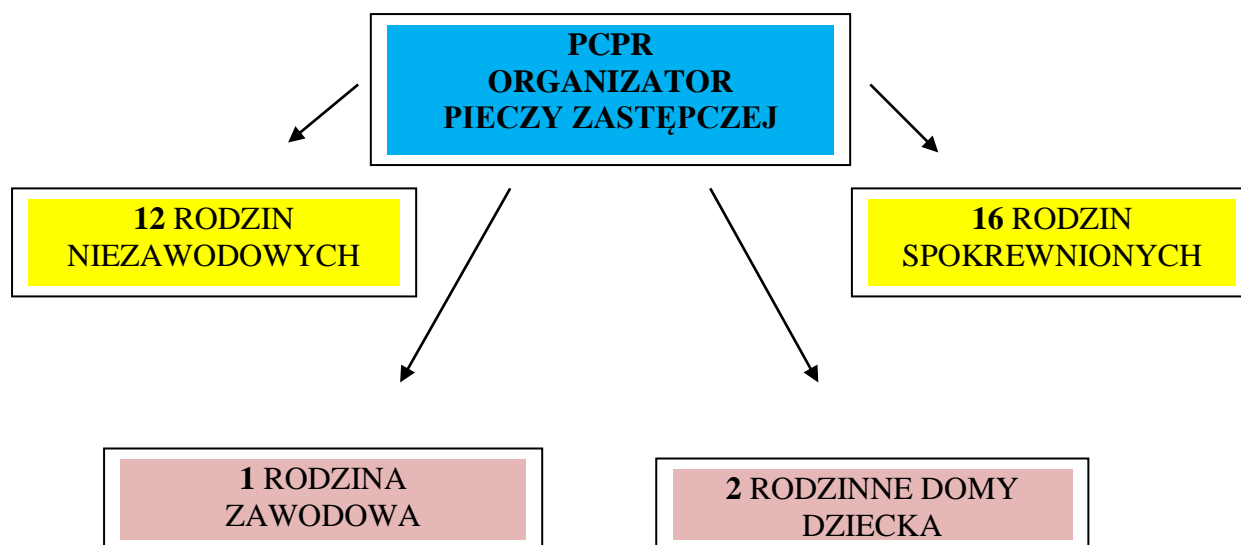 PCPR
ORGANIZATOR
PIECZY ZASTĘPCZEJ
12 RODZIN
NIEZAWODOWYCH
16 RODZIN
SPOKREWNIONYCH
1 RODZINA
ZAWODOWA
2 RODZINNE DOMY
DZIECKA